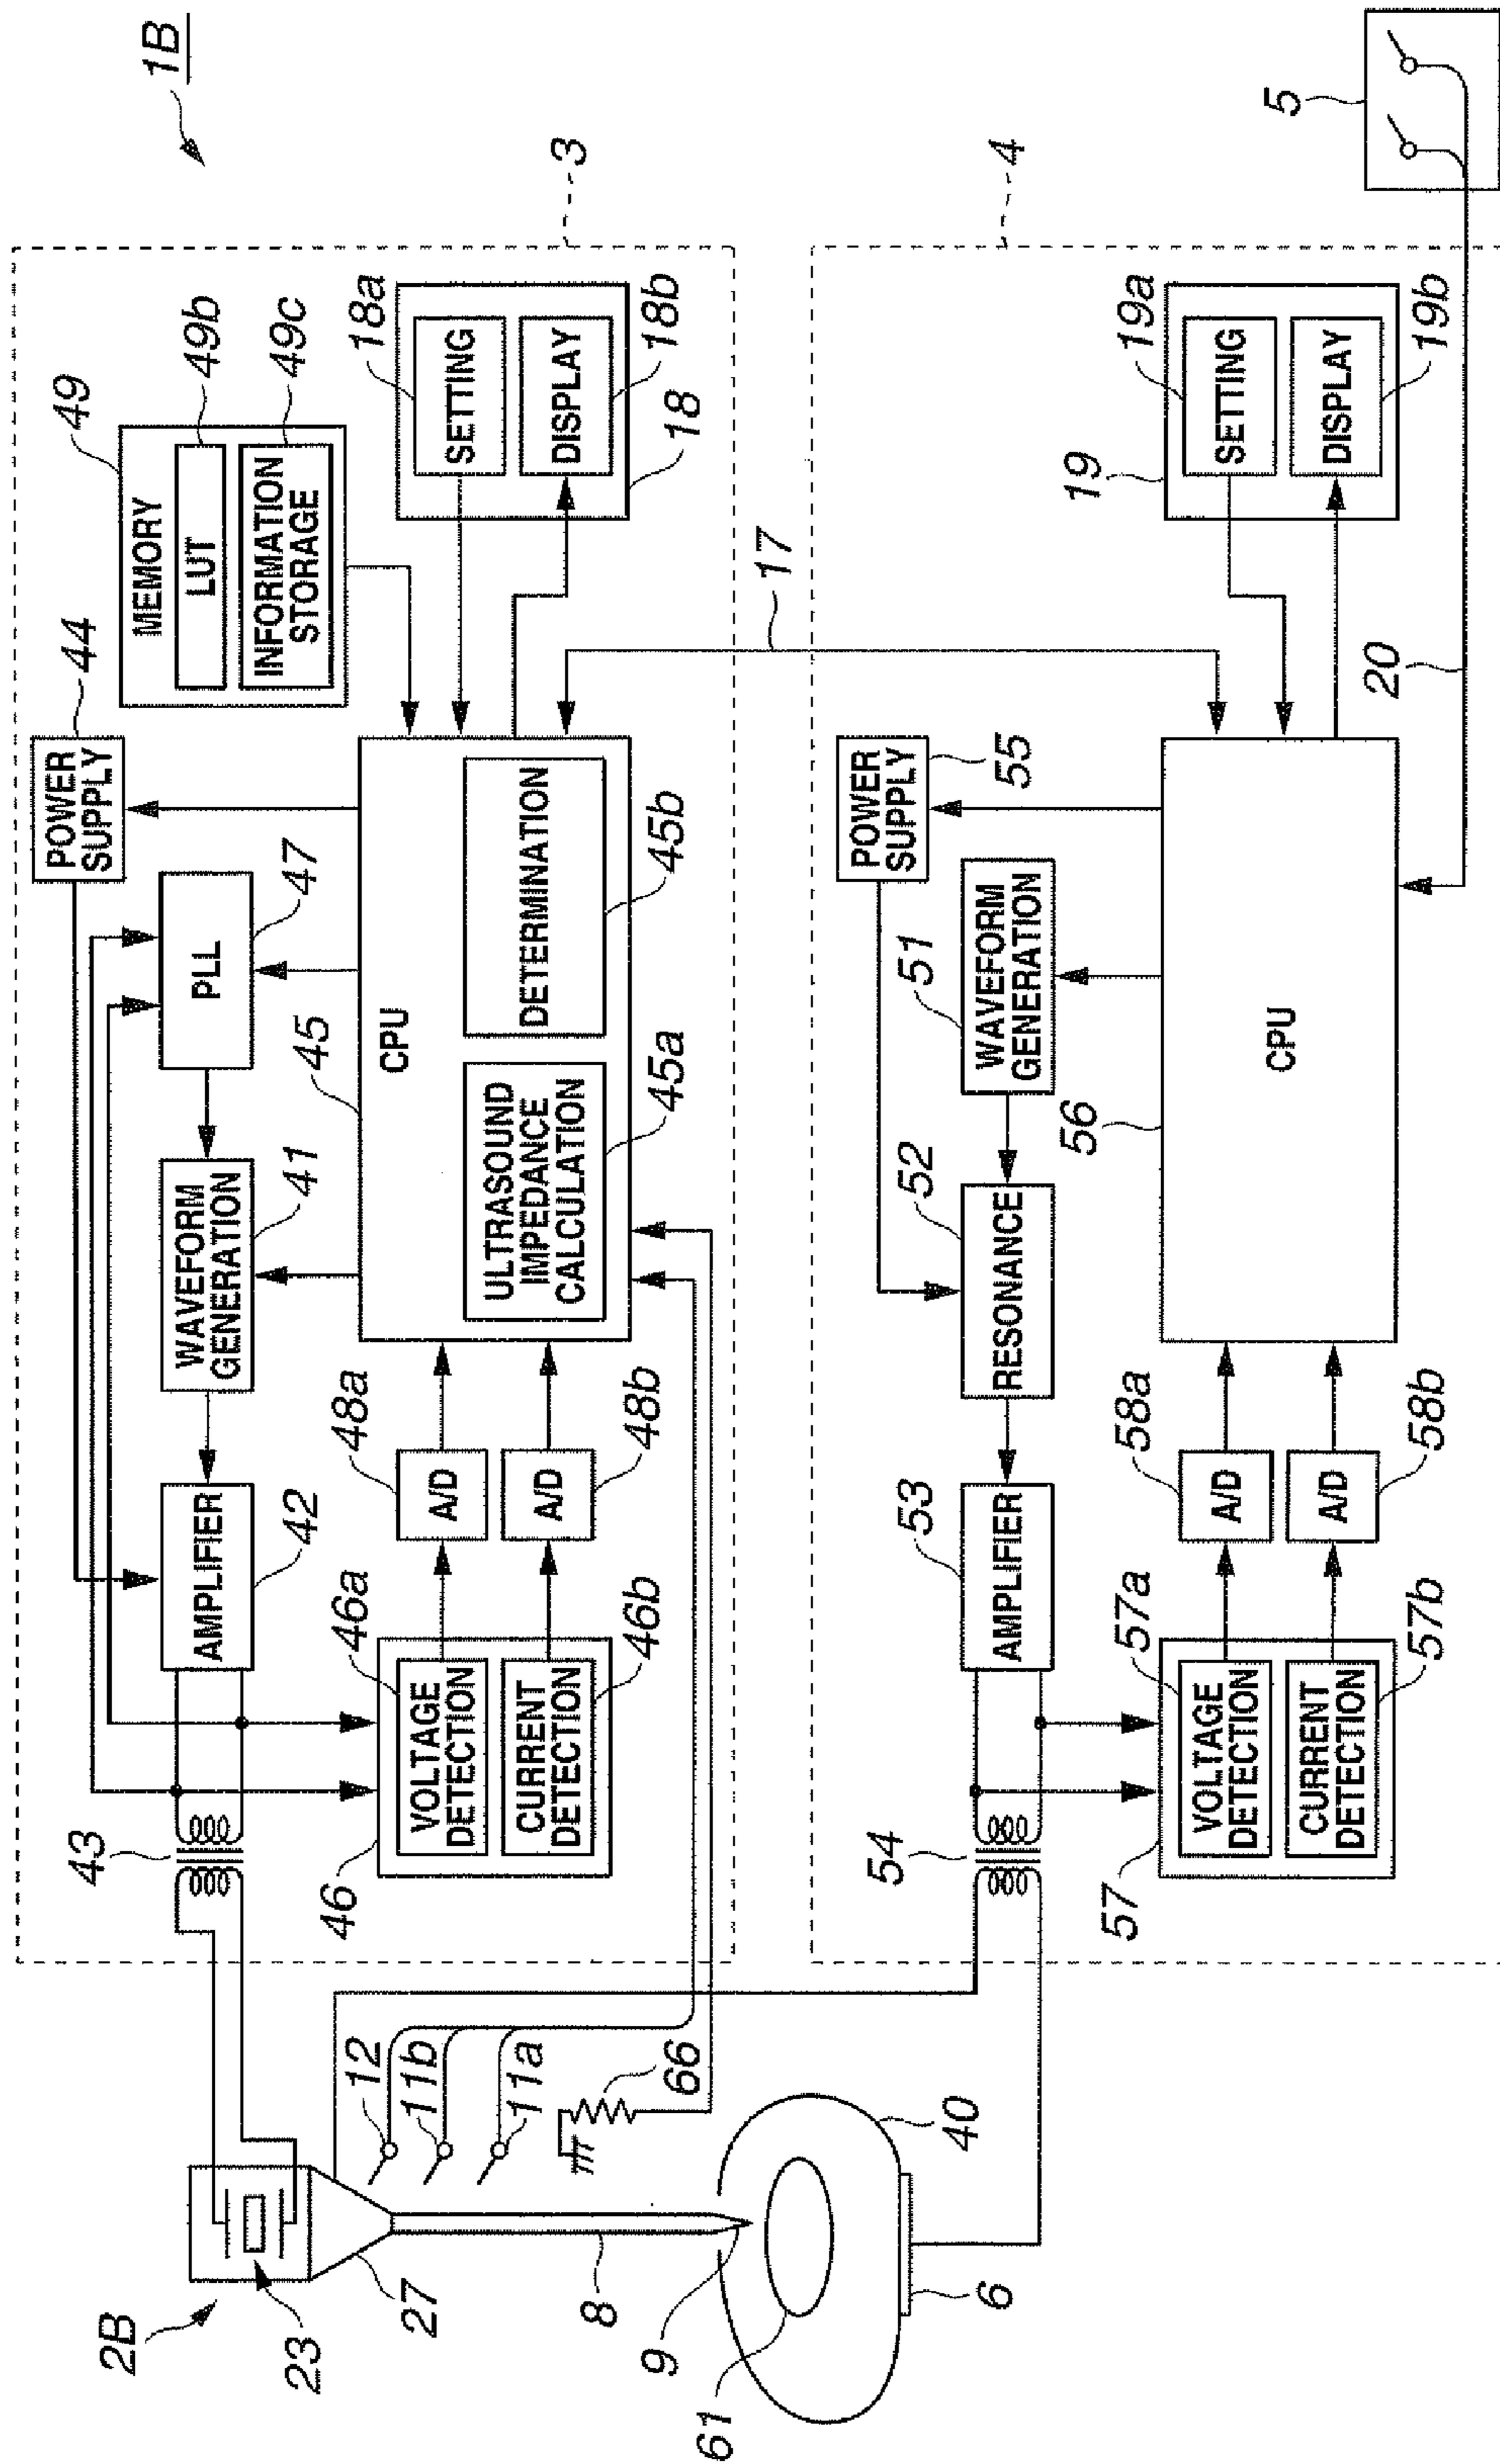 1B
3
49
MEMORY
LUT
49b
INFORMATION
STORAGE
49c
44
POWER
SUPPLY
18a
SETTING
DISPLAY
18b
18
47
PLL
41
WAVEFORM
GENERATION
42
AMPLIFIER
43
45
CPU
DETERMINATION
45b
ULTRASOUND
IMPEDANCE
CALCULATION
45a
48a
A/D
A/D
48b
46a
VOLTAGE
DETECTION
CURRENT
DETECTION
46b
46
17
2B
23
27
12
11b
11a
66
8
9
61
40
6
4
5
20
19
19a
SETTING
DISPLAY
19b
POWER
SUPPLY
55
51
WAVEFORM
GENERATION
52
RESONANCE
53
AMPLIFIER
54
56
CPU
58a
A/D
A/D
58b
57a
VOLTAGE
DETECTION
CURRENT
DETECTION
57b
57